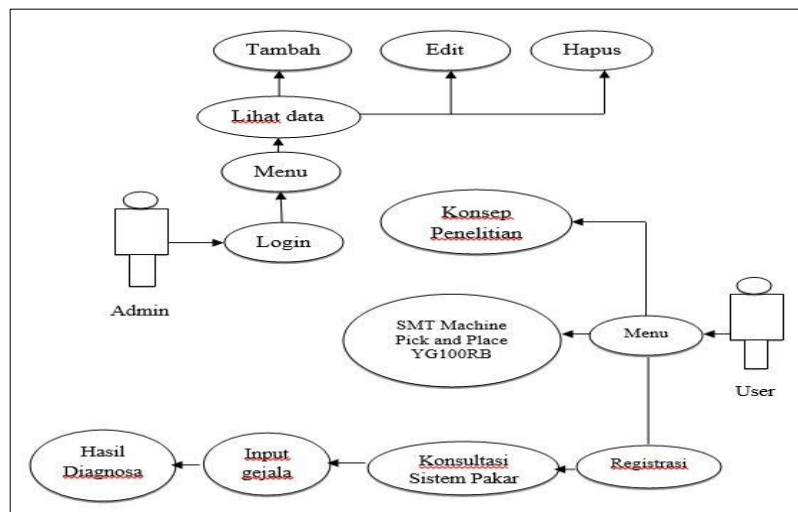 Tambah
Edit
Hapus
Lihat data
Menu
Login
Admin
Konsep
Penelitian
SMT Machine
Pick and Place
YG100RB
Menu
User
Hasil
Diagnosa
Input
gejala
Konsultasi
Sistem Pakar
Registrasi